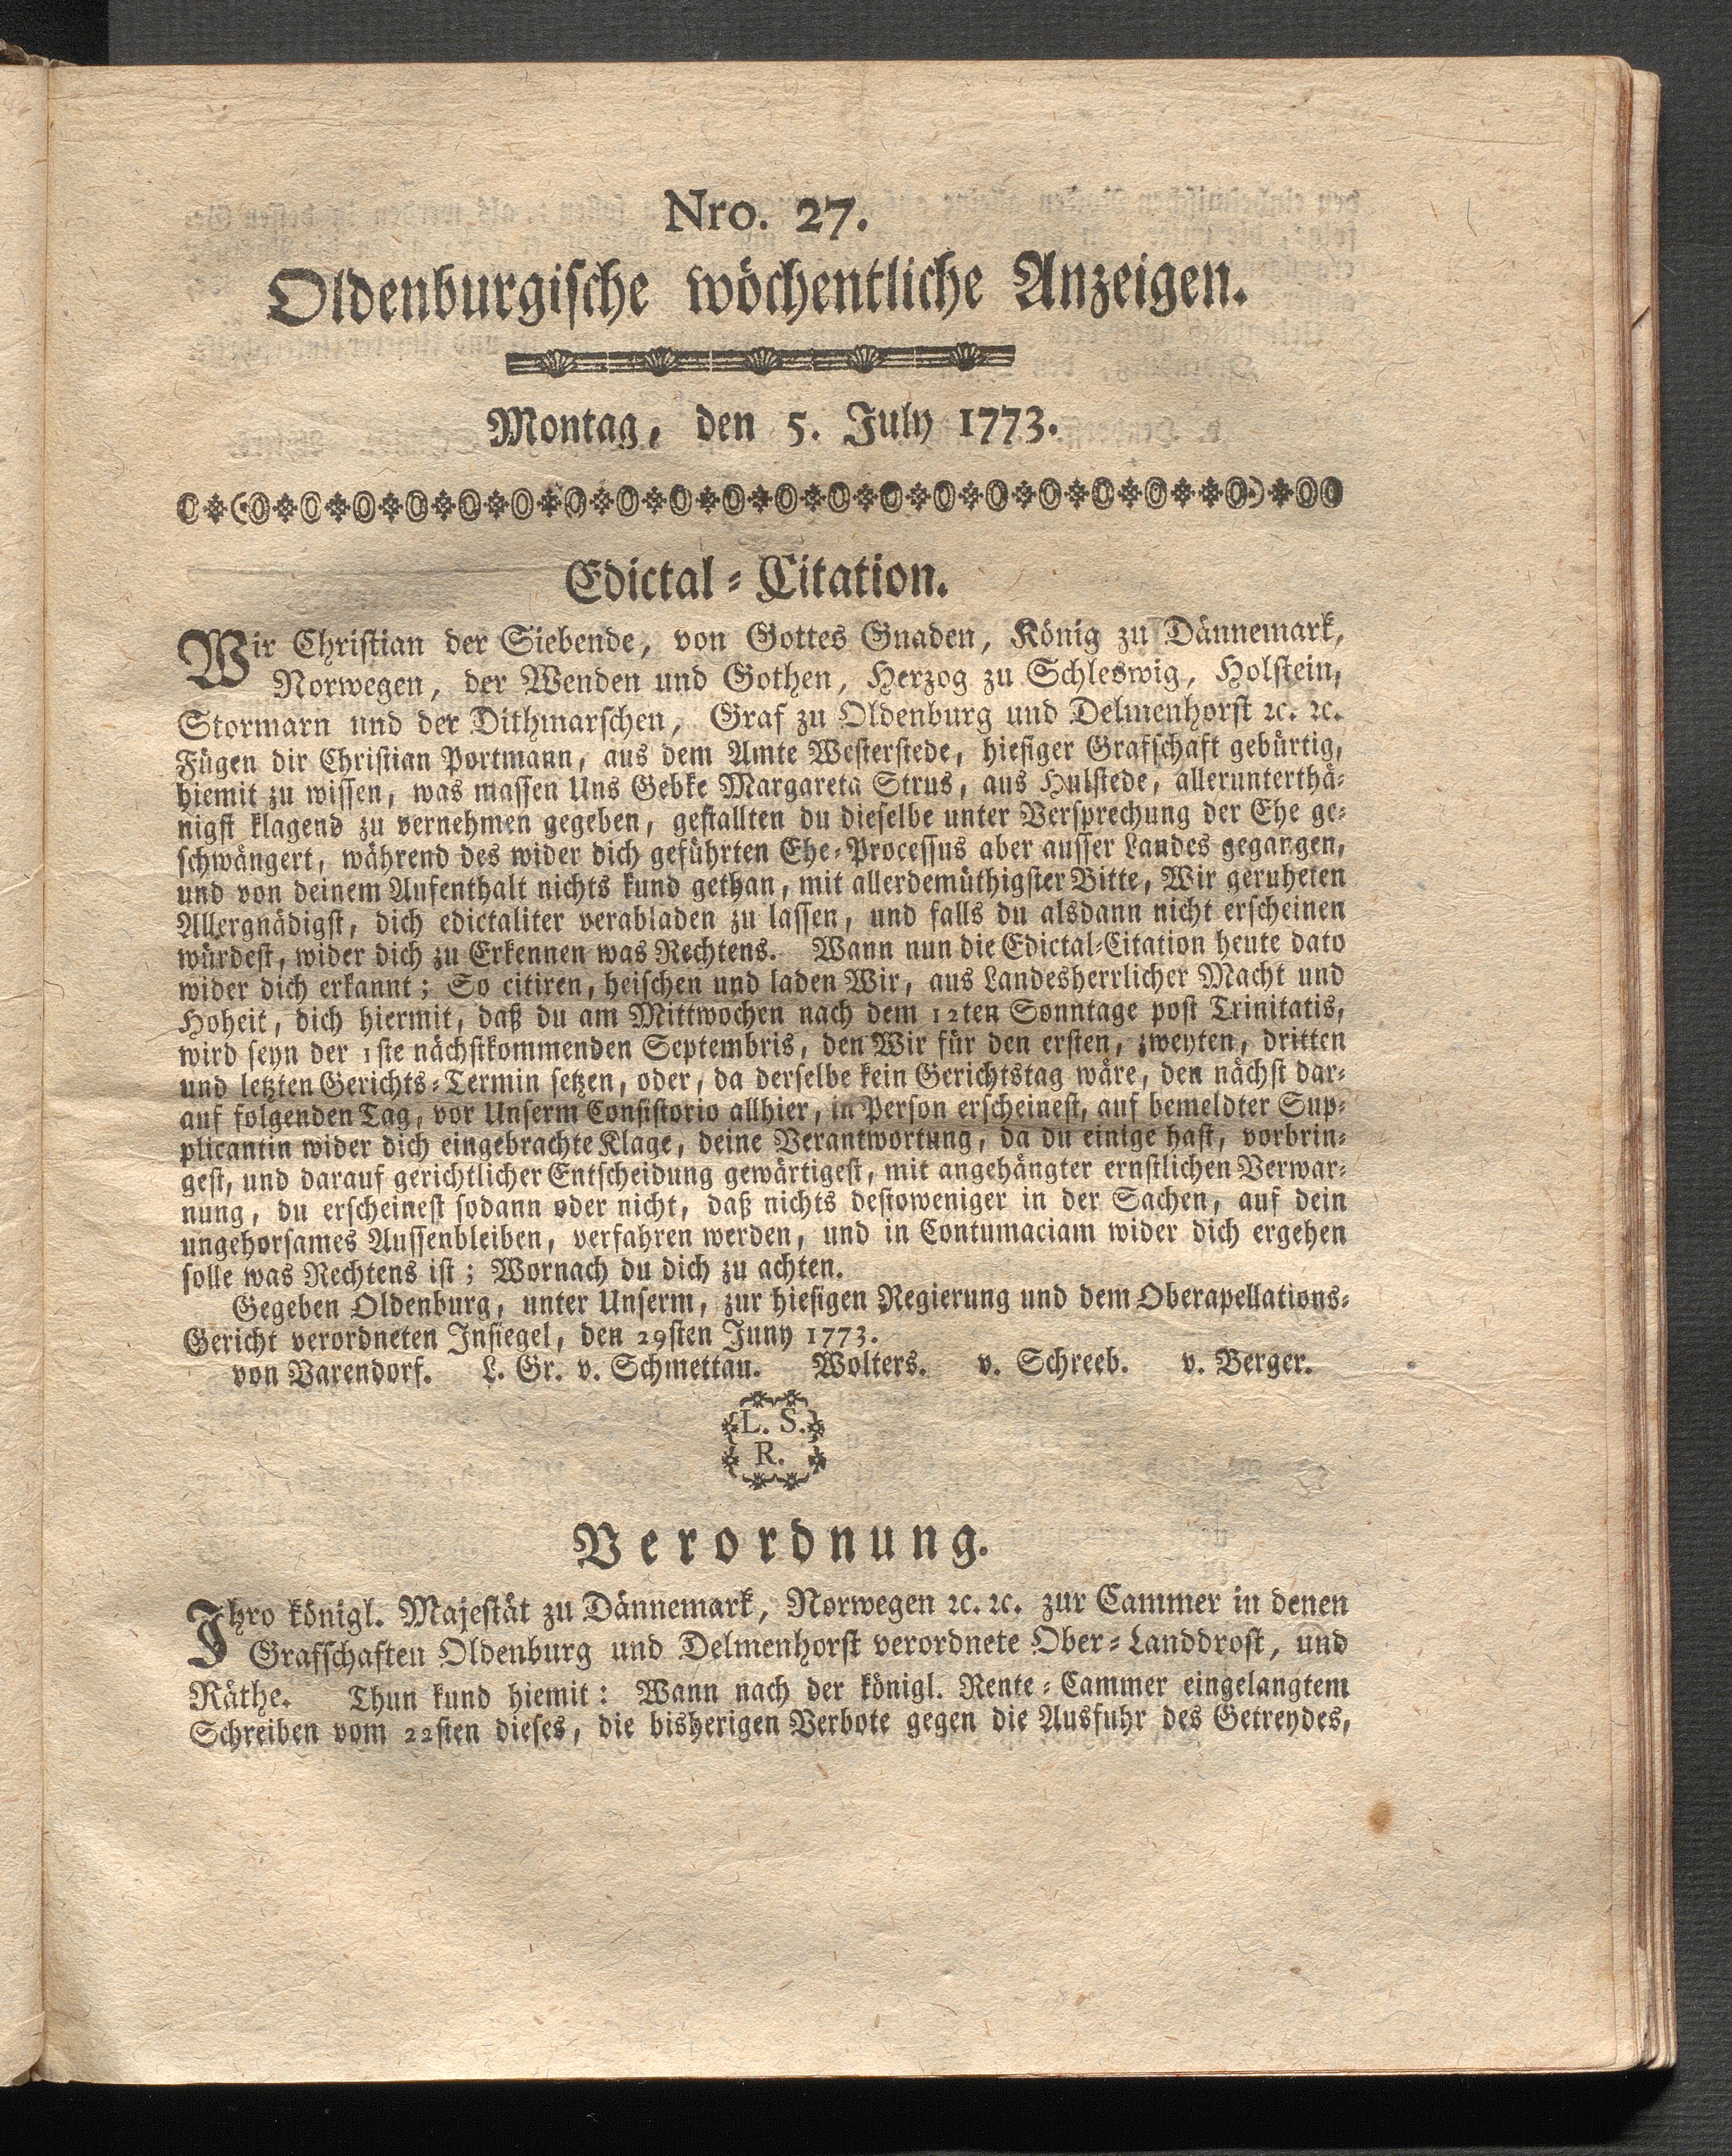 Nro. 27.
Oldenburgische wöchentliche Anzeigen.
Montag, den 5. July 1773.
Edictal-Citation.
Wir Christian der Siebende, von Gottes Gnaden, König zu Dännemark,
Norwegen, der Wenden und Gothen, Herzog zu Schleswig, Holstein,
Stormarn und der Dithmarschen, Graf zu Oldenburg und Delmenhorst ꝛc. ꝛc.
Fügen dir Christian Portmann, aus dem Amte Westerstede, hiesiger Grafschaft gebürtig,
hiemit zu wissen, was massen Uns Gebke Margareta Strus, aus Hulstede, allerunterthä-
nigst klagend zu vernehmen gegeben, gestallten du dieselbe unter Versprechung der Ehe ge-
schwängert, während des wider dich geführten Ehe-Processus aber ausser Landes gegangen,
und von deinem Aufenthalt nichts kund gethan, mit allerdemüthigster Bitte, Wir geruheten
Allergnädigst, dich edictaliter verabladen zu lassen, und falls du alsdann nicht erscheinen
würdest, wider dich zu Erkennen was Rechtens. Wann nun die Edictal-Citation heute dato
wider dich erkannt; So citiren, heischen und laden Wir, aus Landesherrlicher Macht und
Hoheit, dich hiermit, daß du am Mittwochen nach dem 12ten Sonntage post Trinitatis,
wird seyn der 1ste nächstkommenden Septembris, den Wir für den ersten, zweyten, dritten
und letzten Gerichts-Termin setzen, oder, da derselbe kein Gerichtstag wäre, den nächst dar-
auf folgenden Tag, vor Unserm Consistorio allhier, in Person erscheinest, auf bemeldter Sup-
plicantin wider dich eingebrachte Klage, deine Verantwortung, da du einige hast, vorbrin-
gest, und darauf gerichtlicher Entscheidung gewärtigest, mit angehängter ernstlichen Verwar-
nung, du erscheinest sodann oder nicht, daß nichts destoweniger in der Sachen, auf dein
ungehorsames Aussenbleiben, verfahren werden, und in Contumaciam wider dich ergehen
solle was Rechtens ist; Wornach du dich zu achten.
Gegeben Oldenburg, unter Unserm, zur hiesigen Regierung und dem Oberapellations-
Gericht verordneten Insiegel, den 29sten Juny 1773.
von Varendorf. L. Gr. v. Schmettau. Wolters. v. Schreeb. v. Berger.
L. S.
R.
Verordnung.
Ihro königl. Majestät zu Dännemark, Norwegen ꝛc. ꝛc. zur Cammer in denen
Grafschaften Oldenburg und Delmenhorst verordnete Ober-Landdrost, und
Räthe. Thun kund hiemit: Wann nach der königl. Rente-Cammer eingelangtem
Schreiben vom 22sten dieses, die bisherigen Verbote gegen die Ausfuhr des Getreydes,